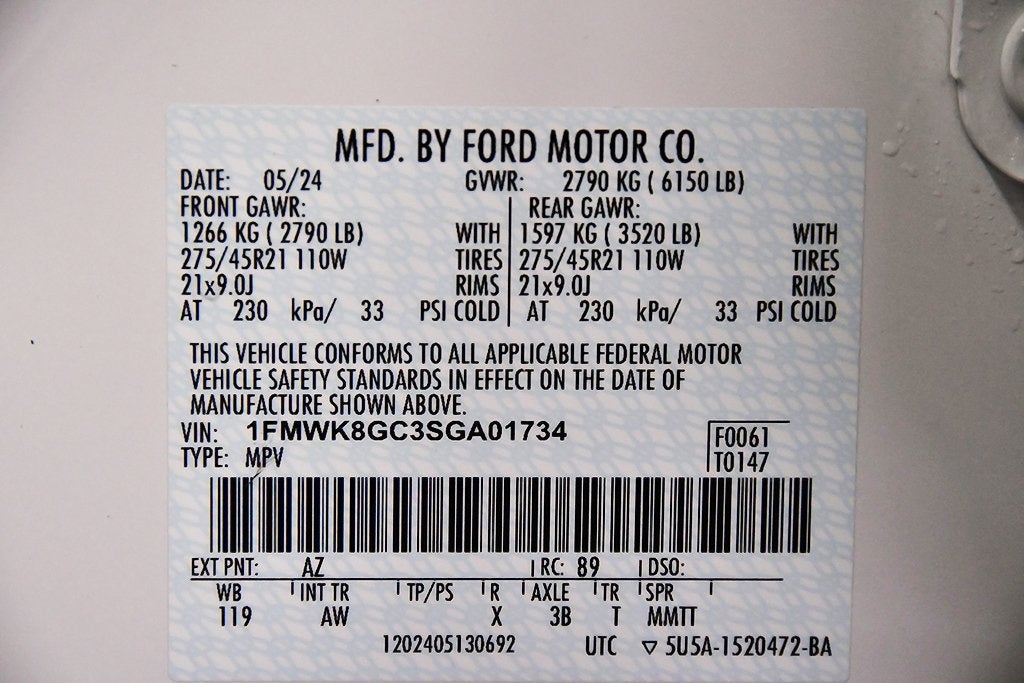 MFD. BY FORD MOTOR CO.
DATE: 05/24 GVWR: 2790 KG ( 6150 LB)
FRONT GAWR: REAR GAWR:
1266 KG ( 2790 LB) WITH 1597 KG ( 3520 LB) WITH
275/45R21 110W TIRES 275/45R21 110W TIRES
21x9.0J RIMS 21x9.0J RIMS
AT 230 kPa/ 33 PSI COLD AT 230 kPa/ 33 PSI COLD
THIS VEHICLE CONFORMS TO ALL APPLICABLE FEDERAL MOTOR
VEHICLE SAFETY STANDARDS IN EFFECT ON THE DATE OF
MANUFACTURE SHOWN ABOVE.
VIN: 1FMWK8GC3SGA01734 F0061
TYPE: MPV T0147
EXT PNT: AZ RC: 89 DSO:
WB INT TR TP/PS R AXLE TR SPR
119 AW X 3B T MMTT
1202405130692 UTC ▽ 5U5A-1520472-BA